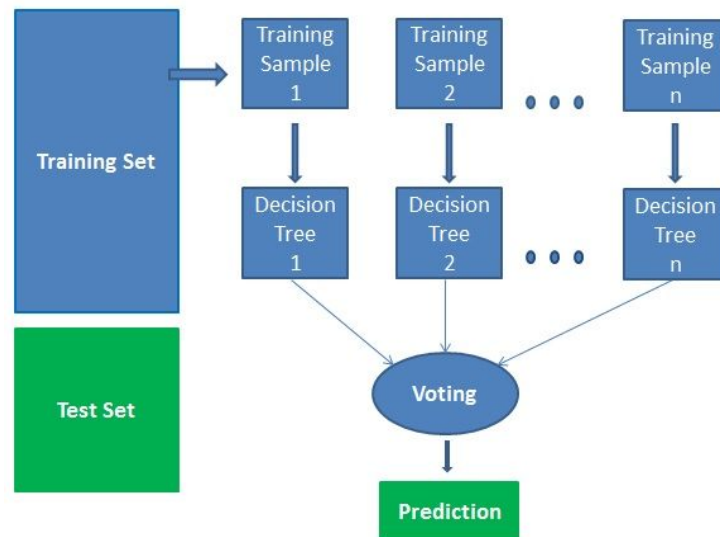 Training Set
Training
Sample
1
Training
Sample
2
Training
Sample
n
Decision
Tree
1
Decision
Tree
2
Decision
Tree
n
Voting
Test Set
Prediction